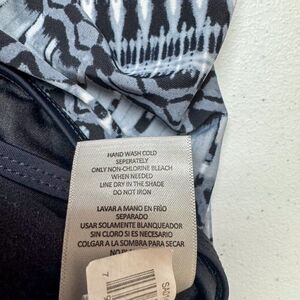 HAND WASH COLD
SEPERATELY
ONLY NON-CHLORINE BLEACH
WHEN NEEDED
LINE DRY IN THE SHADE
DO NOT IRON
LAVAR A MANO EN FRÍO
SEPARADO
USAR SOLAMENTE BLANQUEADOR
SIN CLORO SI ES NECESARIO
COLGAR A LA SOMBRA PARA SECAR
NO